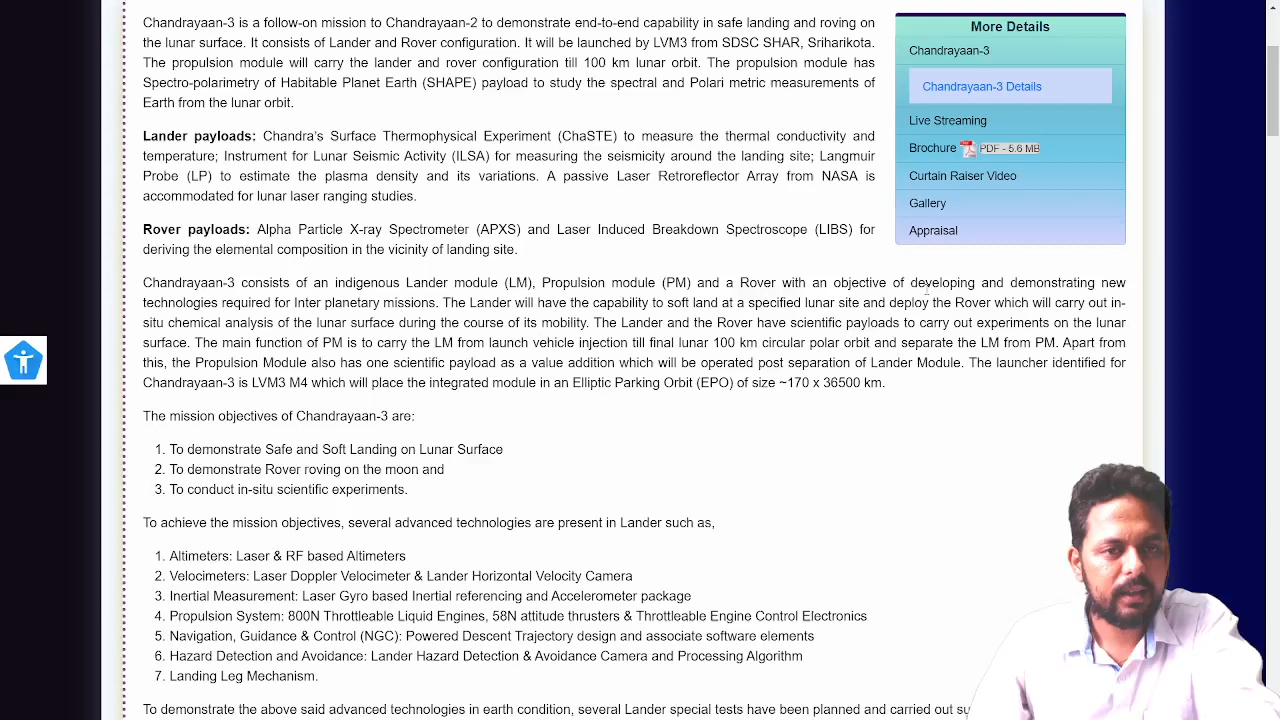 Chandrayaan-3 is a follow-on mission to Chandrayaan-2 to demonstrate end-to-end capability in safe landing and roving on
the lunar surface. It consists of Lander and Rover configuration. It will be launched by LVM3 from SDSC SHAR, Sriharikota.
The propulsion module will carry the lander and rover configuration till 100 km lunar orbit. The propulsion module has
Spectro-polarimetry of Habitable Planet Earth (SHAPE) payload to study the spectral and Polari metric measurements of
Earth from the lunar orbit.
Lander payloads: Chandra's Surface Thermophysical Experiment (ChaSTE) to measure the thermal conductivity and
temperature; Instrument for Lunar Seismic Activity (ILSA) for measuring the seismicity around the landing site; Langmuir
Probe (LP) to estimate the plasma density and its variations. A passive Laser Retroreflector Array from NASA is
accommodated for lunar laser ranging studies.
Rover payloads: Alpha Particle X-ray Spectrometer (APXS) and Laser Induced Breakdown Spectroscope (LIBS) for
deriving the elemental composition in the vicinity of landing site.
More Details
Chandrayaan-3
Chandrayaan-3 Details
Live Streaming
Brochure PDF - 5.6 MB
Curtain Raiser Video
Gallery
Appraisal
Chandrayaan-3 consists of an indigenous Lander module (LM), Propulsion module (PM) and a Rover with an objective of developing and demonstrating new
technologies required for Inter planetary missions. The Lander will have the capability to soft land at a specified lunar site and deploy the Rover which will carry out in-
situ chemical analysis of the lunar surface during the course of its mobility. The Lander and the Rover have scientific payloads to carry out experiments on the lunar
surface. The main function of PM is to carry the LM from launch vehicle injection till final lunar 100 km circular polar orbit and separate the LM from PM. Apart from
this, the Propulsion Module also has one scientific payload as a value addition which will be operated post separation of Lander Module. The launcher identified for
Chandrayaan-3 is LVM3 M4 which will place the integrated module in an Elliptic Parking Orbit (EPO) of size ~170 x 36500 km.
The mission objectives of Chandrayaan-3 are:
1. To demonstrate Safe and Soft Landing on Lunar Surface
2. To demonstrate Rover roving on the moon and
3. To conduct in-situ scientific experiments.
To achieve the mission objectives, several advanced technologies are present in Lander such as,
1. Altimeters: Laser & RF based Altimeters
2. Velocimeters: Laser Doppler Velocimeter & Lander Horizontal Velocity Camera
3. Inertial Measurement: Laser Gyro based Inertial referencing and Accelerometer package
4. Propulsion System: 800N Throttleable Liquid Engines, 58N attitude thrusters & Throttleable Engine Control Electronics
5. Navigation, Guidance & Control (NGC): Powered Descent Trajectory design and associate software elements
6. Hazard Detection and Avoidance: Lander Hazard Detection & Avoidance Camera and Processing Algorithm
7. Landing Leg Mechanism.
To demonstrate the above said advanced technologies in earth condition, several Lander special tests have been planned and carried out